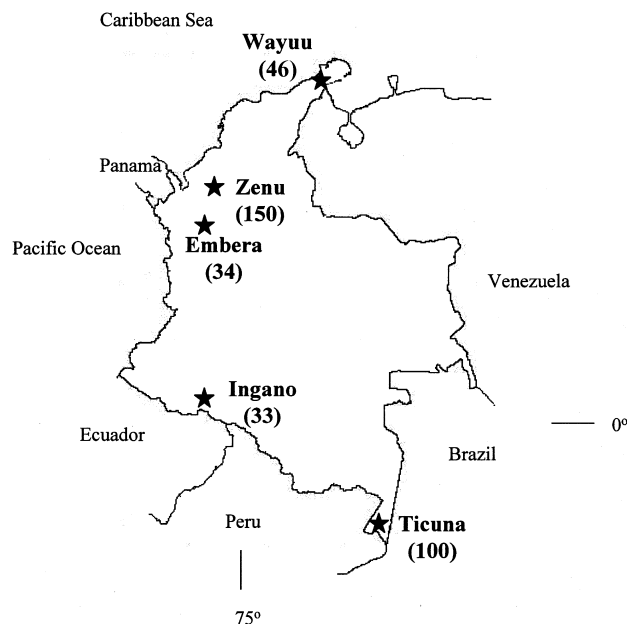 Caribbean Sea
Wayuu
(46)
Panama
Zenu
(150)
Pacific Ocean
Embera
(34)
Venezuela
Ingano
(33)
Ecuador
0º
Brazil
Peru
Ticuna
(100)
75º